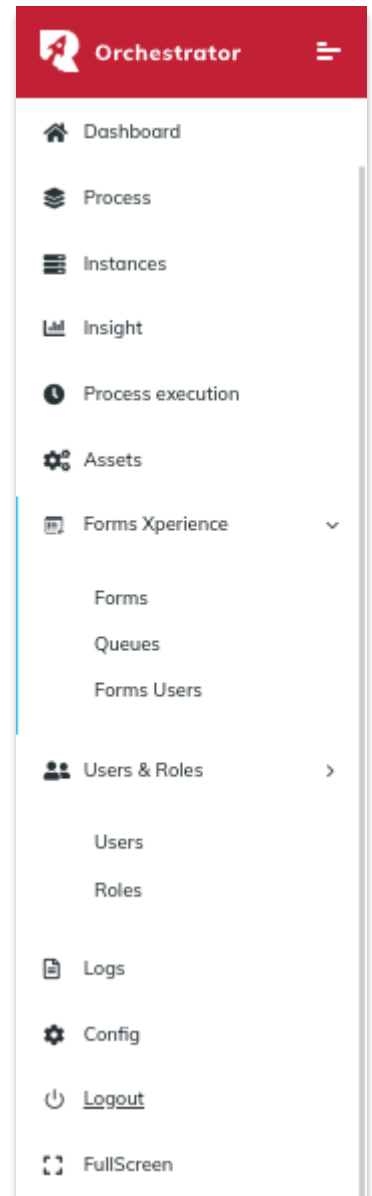 Orchestrator
Dashboard
Process
Instances
Insight
Process execution
Assets
Forms Xperience
Forms
Queues
Forms Users
Users & Roles
Users
Roles
Logs
Config
Logout
FullScreen